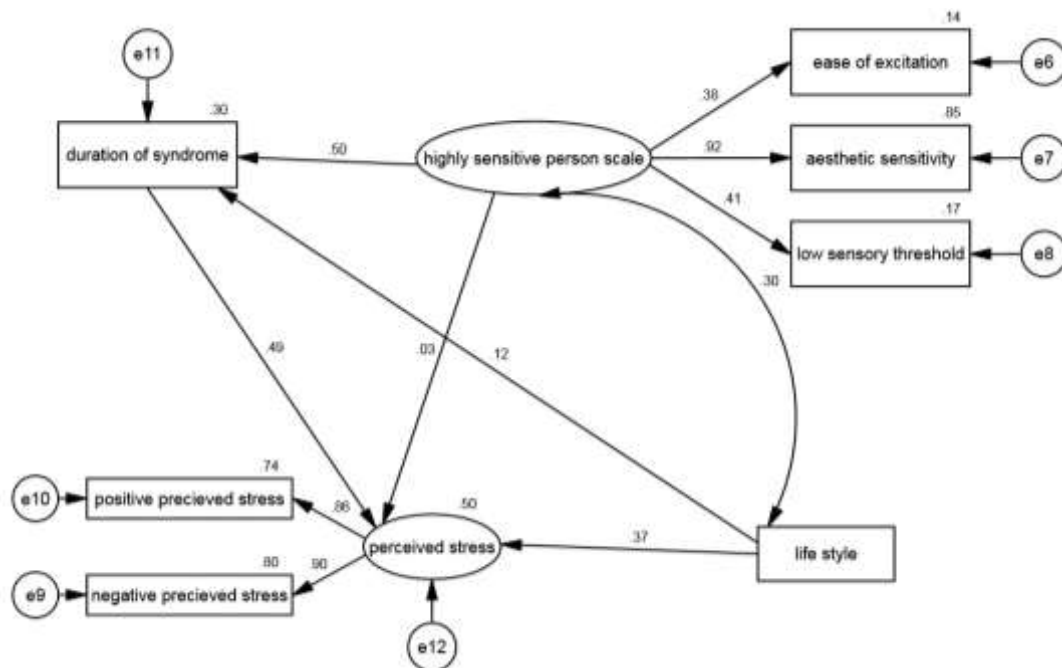 .14
e11
e6
ease of excitation
.30
.38
.85
duration of syndrome
.50
highly sensitive person scale
.92
aesthetic sensitivity
e7
.41
.17
low sensory threshold
e8
.30
.49
.03
.12
.74
e10
positive precieved stress
.86
.50
.37
perceived stress
life style
.80
.90
e9
negative precieved stress
e12